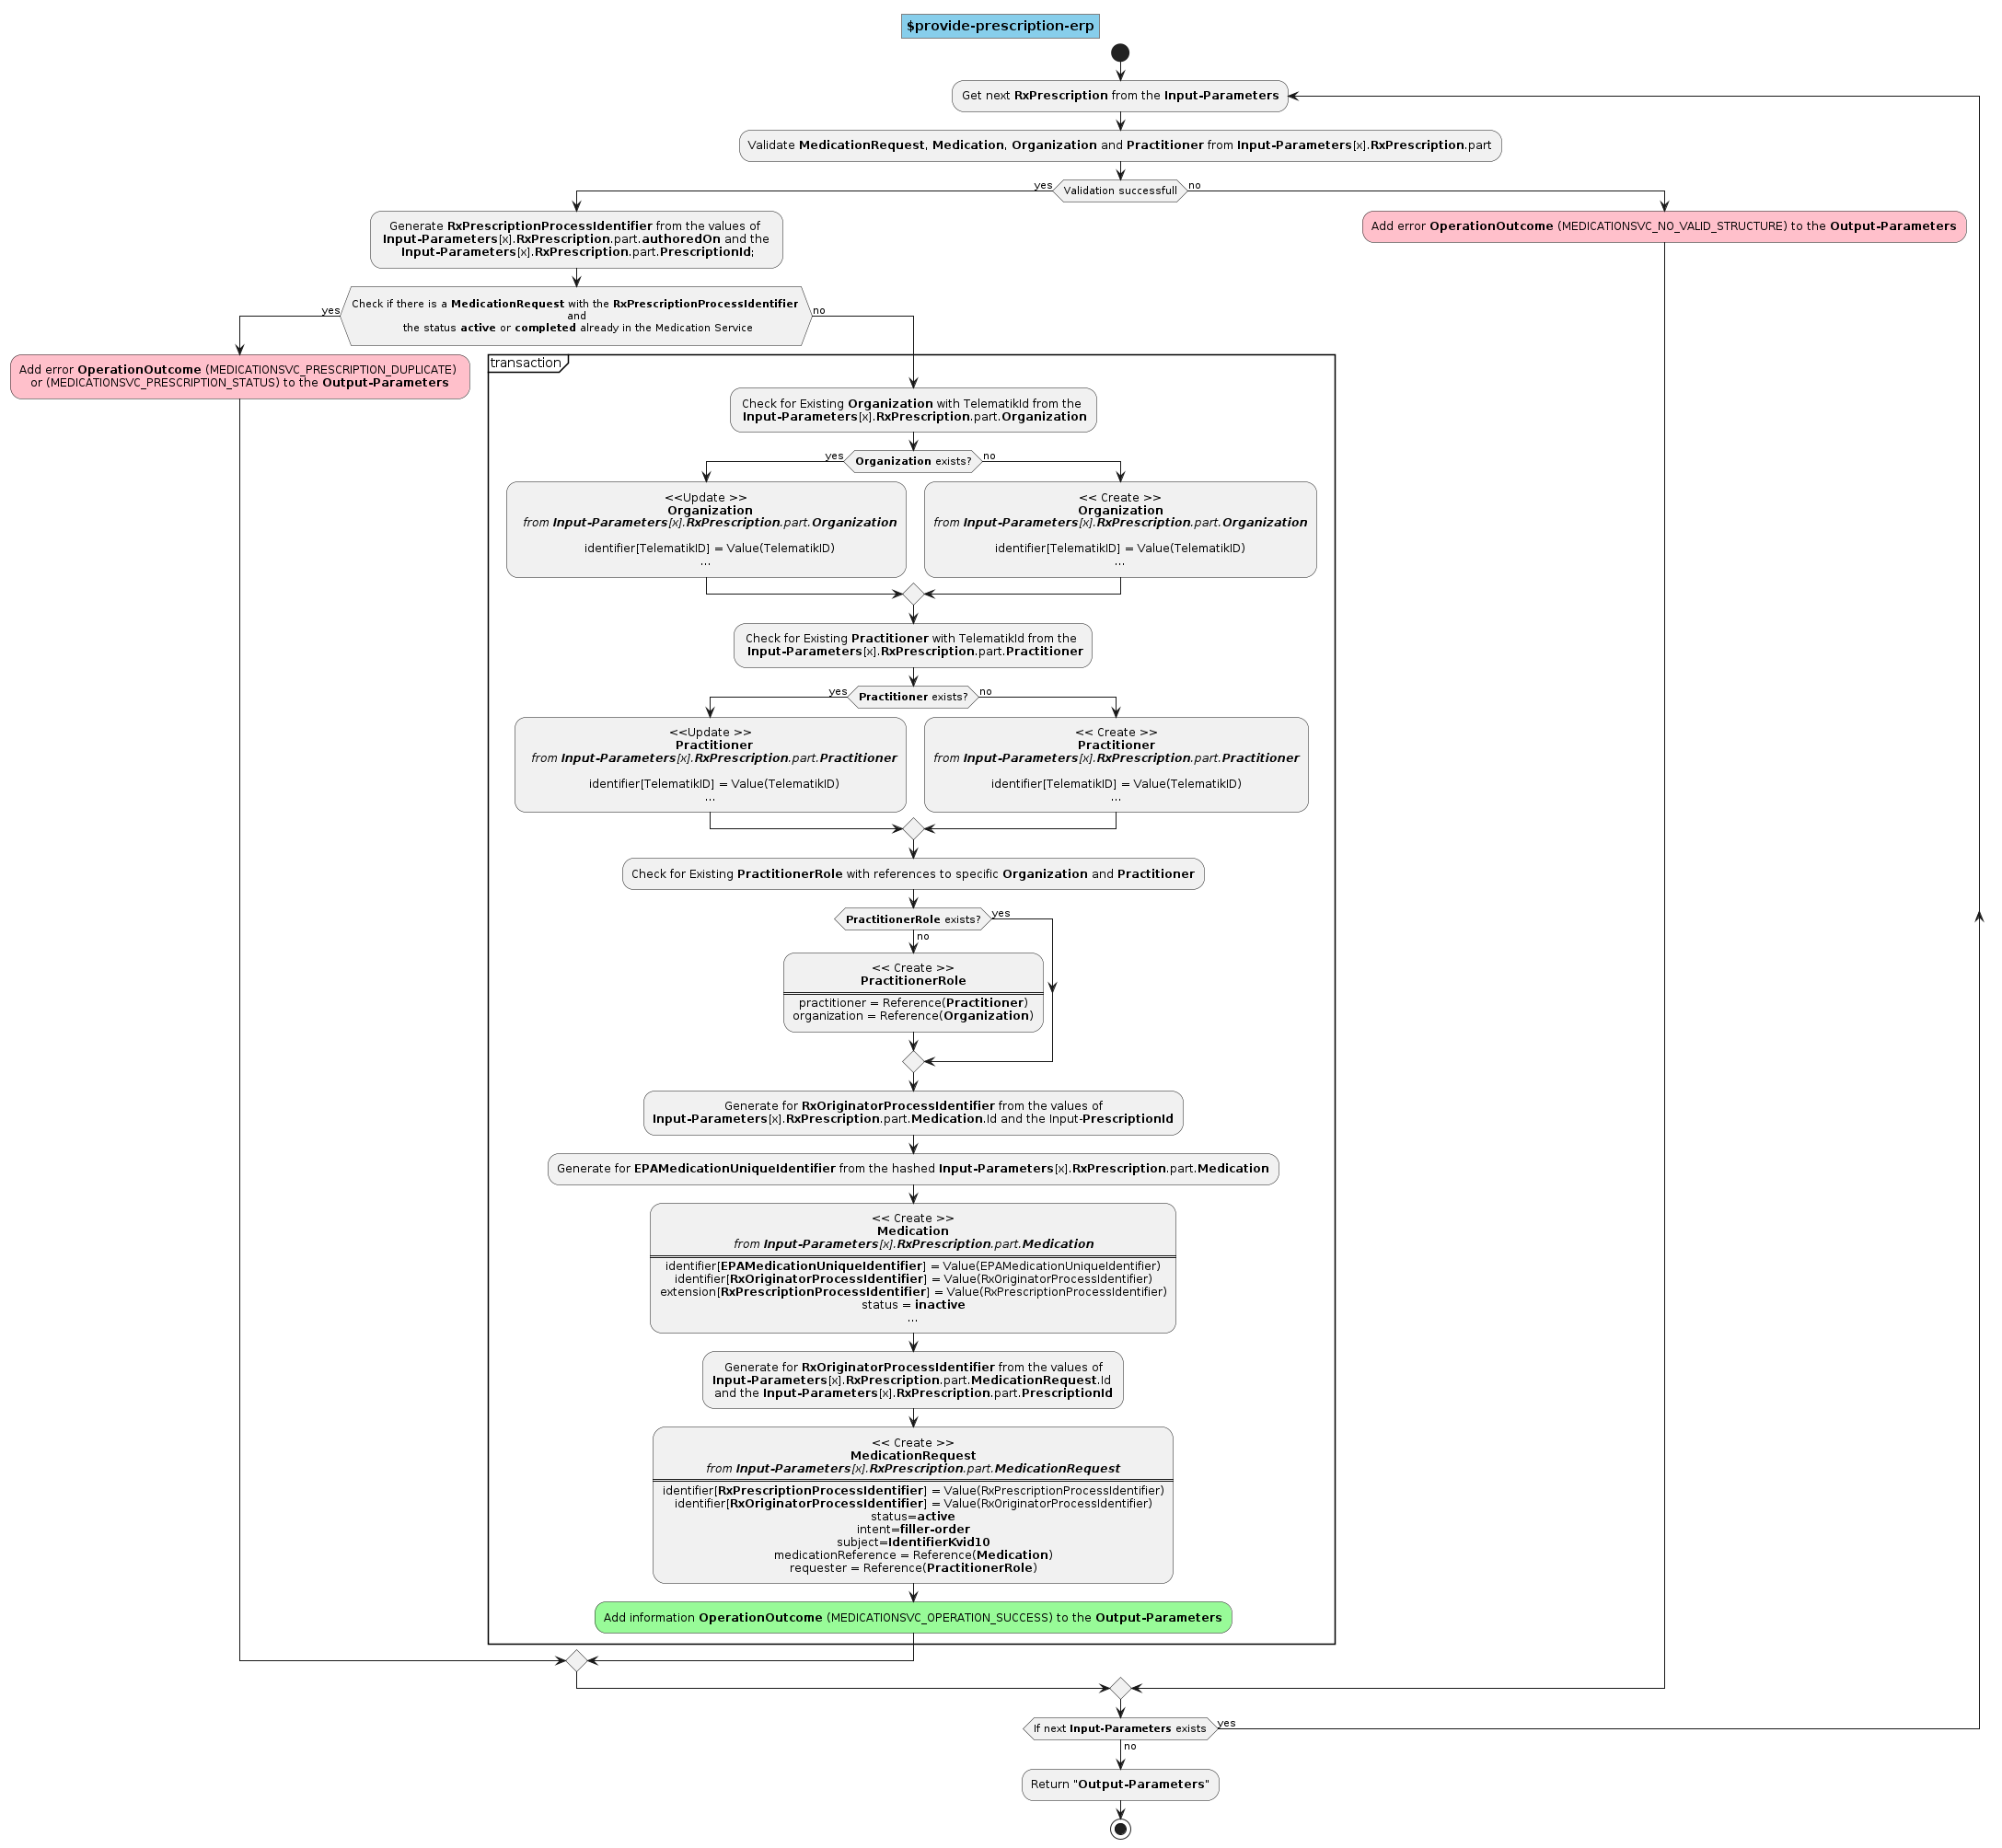 $provide-prescription-erp
Get next RxPrescription from the Input-Parameters
Validate MedicationRequest, Medication, Organization and Practitioner from Input-Parameters[x].RxPrescription.part
yes
Validation successfull
no
Generate RxPrescriptionProcessIdentifier from the values of
Input-Parameters[x].RxPrescription.part.authoredOn and the
Input-Parameters[x].RxPrescription.part.PrescriptionId;
Add error OperationOutcome (MEDICATIONSVC_NO_VALID_STRUCTURE) to the Output-Parameters
yes
Check if there is a MedicationRequest with the RxPrescriptionProcessIdentifier
and
the status active or completed already in the Medication Service
no
Add error OperationOutcome (MEDICATIONSVC_PRESCRIPTION_DUPLICATE)
or (MEDICATIONSVC_PRESCRIPTION_STATUS) to the Output-Parameters
transaction
Check for Existing Organization with TelematikId from the
Input-Parameters[x].RxPrescription.part.Organization
yes
Organization exists?
no
<<Update >>
Organization
from Input-Parameters[x].RxPrescription.part.Organization
identifier[TelematikID] = Value(TelematikID)
...
<< Create >>
Organization
from Input-Parameters[x].RxPrescription.part.Organization
identifier[TelematikID] = Value(TelematikID)
...
Check for Existing Practitioner with TelematikId from the
Input-Parameters[x].RxPrescription.part.Practitioner
yes
Practitioner exists?
no
<<Update >>
Practitioner
from Input-Parameters[x].RxPrescription.part.Practitioner
identifier[TelematikID] = Value(TelematikID)
...
<< Create >>
Practitioner
from Input-Parameters[x].RxPrescription.part.Practitioner
identifier[TelematikID] = Value(TelematikID)
...
Check for Existing PractitionerRole with references to specific Organization and Practitioner
PractitionerRole exists?
yes
no
<< Create >>
PractitionerRole
practitioner = Reference(Practitioner)
organization = Reference(Organization)
Generate for RxOriginatorProcessIdentifier from the values of
Input-Parameters[x].RxPrescription.part.Medication.Id and the Input-PrescriptionId
Generate for EPAMedicationUniqueIdentifier from the hashed Input-Parameters[x].RxPrescription.part.Medication
<< Create >>
Medication
from Input-Parameters[x].RxPrescription.part.Medication
identifier[EPAMedicationUniqueIdentifier] = Value(EPAMedicationUniqueIdentifier)
identifier[RxOriginatorProcessIdentifier] = Value(RxOriginatorProcessIdentifier)
extension[RxPrescriptionProcessIdentifier] = Value(RxPrescriptionProcessIdentifier)
status = inactive
...
Generate for RxOriginatorProcessIdentifier from the values of
Input-Parameters[x].RxPrescription.part.MedicationRequest.Id
and the Input-Parameters[x].RxPrescription.part.PrescriptionId
<< Create >>
MedicationRequest
from Input-Parameters[x].RxPrescription.part.MedicationRequest
identifier[RxPrescriptionProcessIdentifier] = Value(RxPrescriptionProcessIdentifier)
identifier[RxOriginatorProcessIdentifier] = Value(RxOriginatorProcessIdentifier)
status=active
intent=filler-order
subject=IdentifierKvid10
medicationReference = Reference(Medication)
requester = Reference(PractitionerRole)
Add information OperationOutcome (MEDICATIONSVC_OPERATION_SUCCESS) to the Output-Parameters
If next Input-Parameters exists
yes
no
Return "Output-Parameters"